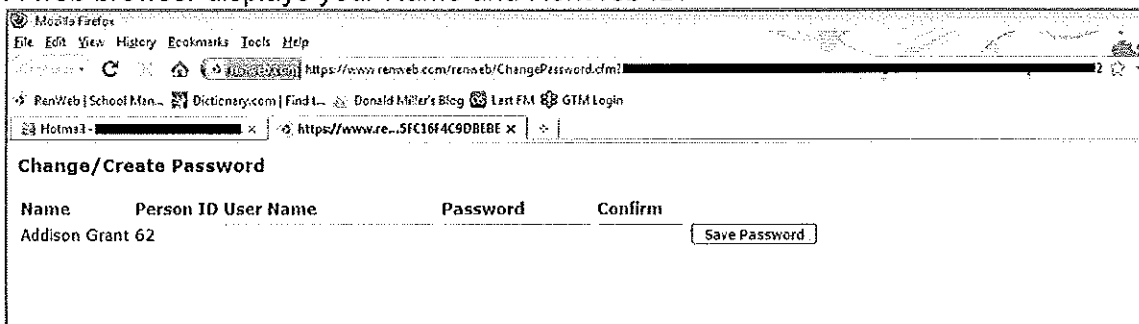 Mozilla Firefox
File Edit View History Bookmarks Tools Help
https://www.renweb.com/renweb/ChangePassword.cfm? 2
RenWeb | School Man... Dictionary.com | Find t... Donald Miller's Blog Last FM GTM Login
Hotmail - × https://www.re...5FC16F4C9DBEBE ×
Change/Create Password
Name Person ID User Name Password Confirm
Addison Grant 62 Save Password